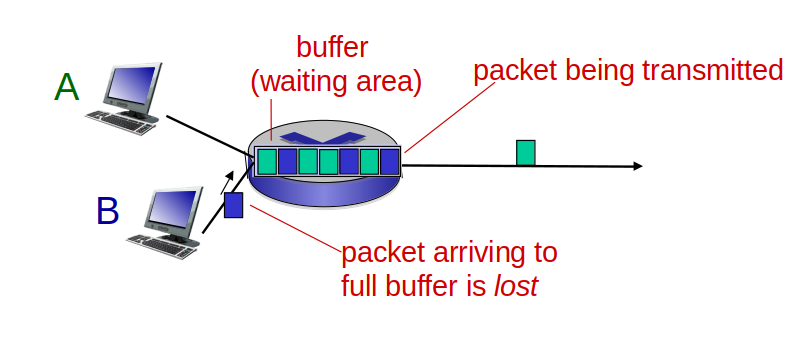 buffer
(waiting area)
packet being transmitted
A
B
packet arriving to
full buffer is lost